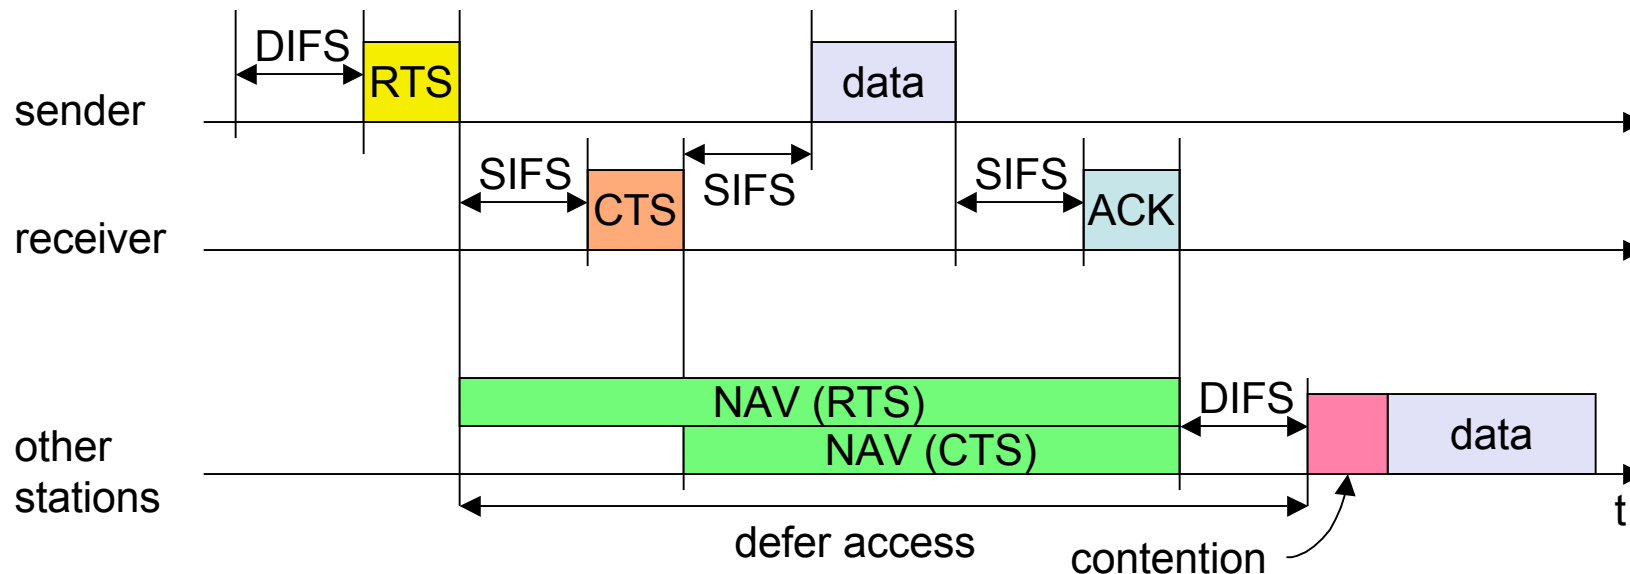 DIFS
RTS
data
sender
SIFS
CTS
SIFS
SIFS
ACK
receiver
NAV (RTS)
DIFS
NAV (CTS)
data
other
stations
t
defer access
contention